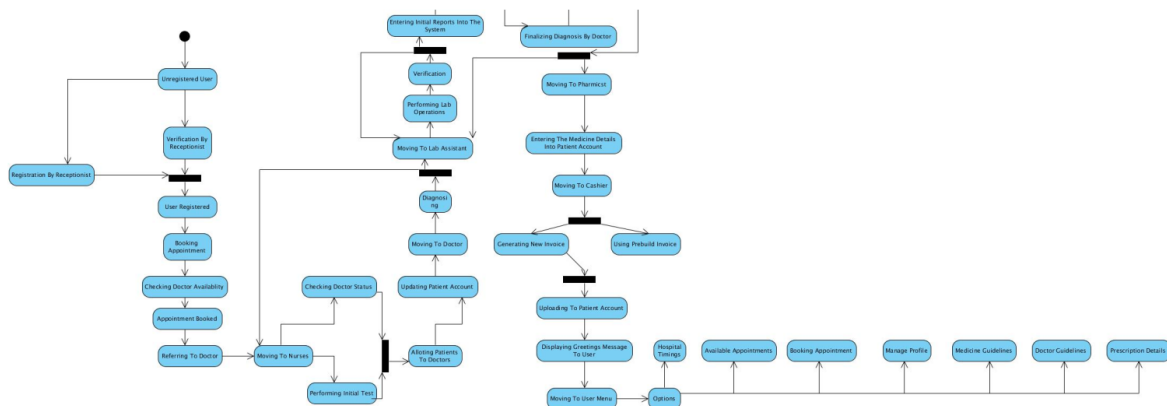 Unregistered User
Verification By
Receptionist
Registration By Receptionist
User Registered
Booking
Appointment
Checking Doctor Availablity
Appointment Booked
Referring To Doctor
Moving To Nurses
Checking Doctor Status
Performing Initial Test
Alloting Patients
To Doctors
Updating Patient Account
Moving To Doctor
Diagnosi
ng
Moving To Lab Assistant
Performing Lab
Operations
Verification
Entering Initial Reports Into The
System
Finalizing Diagnosis By Doctor
Moving To Pharmicst
Entering The Medicine Details
Into Patient Account
Moving To Cashier
Generating New Invoice
Using Prebuild Invoice
Uploading To Patient Account
Displaying Greetings Message
To User
Moving To User Menu
Options
Hospital
Timings
Available Appointments
Booking Appointment
Manage Profile
Medicine Guidelines
Doctor Guidelines
Prescription Details